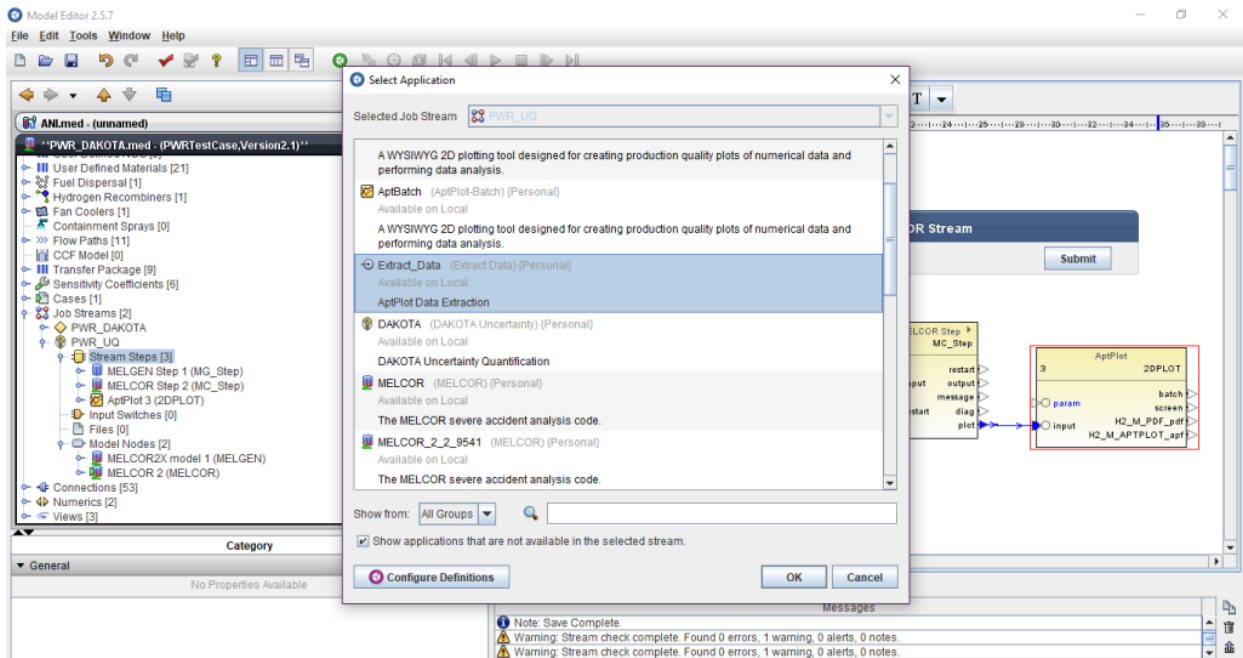 Model Editor 2.5.7
File Edit Tools Window Help
ANI.med - (unnamed)
**PWR_DAKOTA.med - (PWRTestCase,Version2.1)**
User Defined Materials [21]
Fuel Dispersal [1]
Hydrogen Recombiners [1]
Fan Coolers [1]
Containment Sprays [0]
Flow Paths [11]
CCF Model [0]
Transfer Package [9]
Sensitivity Coefficients [6]
Cases [1]
Job Streams [2]
PWR_DAKOTA
PWR_UQ
Stream Steps [3]
MELGEN Step 1 (MG_Step)
MELCOR Step 2 (MC_Step)
AptPlot 3 (2DPLOT)
Input Switches [0]
Files [0]
Model Nodes [2]
MELCOR2X model 1 (MELGEN)
MELCOR 2 (MELCOR)
Connections [53]
Numerics [2]
Views [3]
Category
General
No Properties Available
Select Application
Selected Job Stream PWR_UQ
A WYSIWYG 2D plotting tool designed for creating production quality plots of numerical data and
performing data analysis.
AptBatch (AptPlot-Batch) {Personal}
Available on Local
A WYSIWYG 2D plotting tool designed for creating production quality plots of numerical data and
performing data analysis.
Extract_Data (Extract Data) {Personal}
Available on Local
AptPlot Data Extraction
DAKOTA (DAKOTA Uncertainty) {Personal}
Available on Local
DAKOTA Uncertainty Quantification
MELCOR (MELCOR) {Personal}
Available on Local
The MELCOR severe accident analysis code.
MELCOR_2_2_9541 (MELCOR) {Personal}
Available on Local
The MELCOR severe accident analysis code.
Show from: All Groups
Show applications that are not available in the selected stream.
Configure Definitions OK Cancel
T
24 26 28 30 32 34 36 38
OR Stream
Submit
ELCOR Step
MC_Step
restart
put output
message
start diag
plot
AptPlot
3 2DPLOT
batch
param screen
H2_M_PDF_pdf
input
H2_M_APTPLOT_apf
Messages
Note: Save Complete.
Warning: Stream check complete. Found 0 errors, 1 warning, 0 alerts, 0 notes.
Warning: Stream check complete. Found 0 errors, 1 warning, 0 alerts, 0 notes.